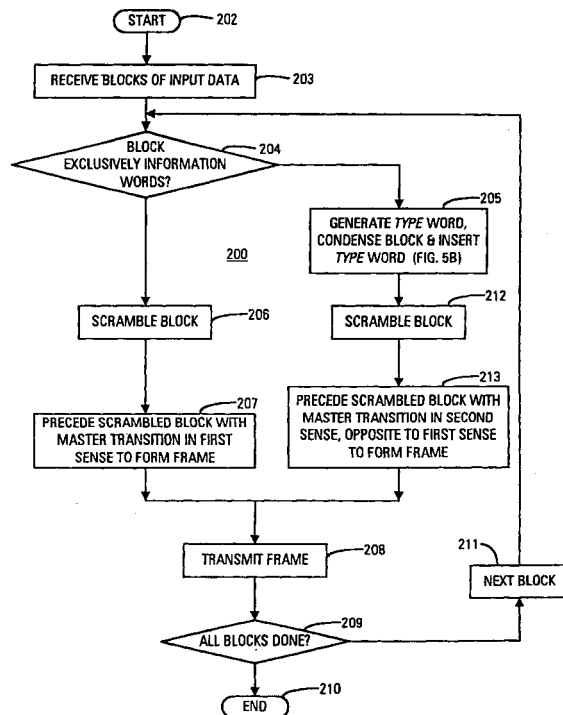 START
202
RECEIVE BLOCKS OF INPUT DATA
203
BLOCK
EXCLUSIVELY INFORMATION
WORDS?
204
205
GENERATE TYPE WORD,
CONDENSE BLOCK & INSERT
TYPE WORD (FIG. 5B)
200
SCRAMBLE BLOCK
206
212
SCRAMBLE BLOCK
207
PRECEDE SCRAMBLED BLOCK WITH
MASTER TRANSITION IN FIRST
SENSE TO FORM FRAME
213
PRECEDE SCRAMBLED BLOCK WITH
MASTER TRANSITION IN SECOND
SENSE, OPPOSITE TO FIRST SENSE
TO FORM FRAME
TRANSMIT FRAME
208
211
NEXT BLOCK
209
ALL BLOCKS DONE?
END
210